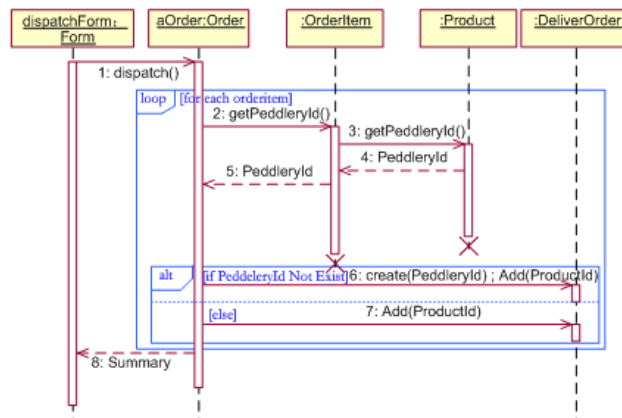 dispatchForm：
Form
aOrder:Order
:OrderItem
:Product
:DeliverOrder
1: dispatch()
loop
[for each orderitem]
2: getPeddleryId()
3: getPeddleryId()
4: PeddleryId
5: PeddleryId
alt
[if PeddeleryId Not Exist]
6: create(PeddleryId) ; Add(ProductId)
[else]
7: Add(ProductId)
8: Summary